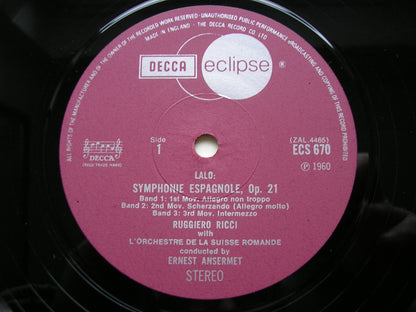 ALL RIGHTS OF THE MANUFACTURER AND OF THE OWNER OF THE RECORDED WORK RESERVED · UNAUTHORISED PUBLIC PERFORMANCE BROADCASTING AND COPYING OF THIS RECORD PROHIBITED
MADE IN ENGLAND · THE DECCA RECORD CO LTD
DECCA eclipse ®
DECCA
Side
1
(ZAL.4485)
ECS 670
℗ 1960
LALO:
SYMPHONIE ESPAGNOLE, Op. 21
Band 1: 1st Mov. Allegro non troppo
Band 2: 2nd Mov. Scherzando (Allegro molto)
Band 3: 3rd Mov. Intermezzo
RUGGIERO RICCI
with
L'ORCHESTRE DE LA SUISSE ROMANDE
conducted by
ERNEST ANSERMET
STEREO